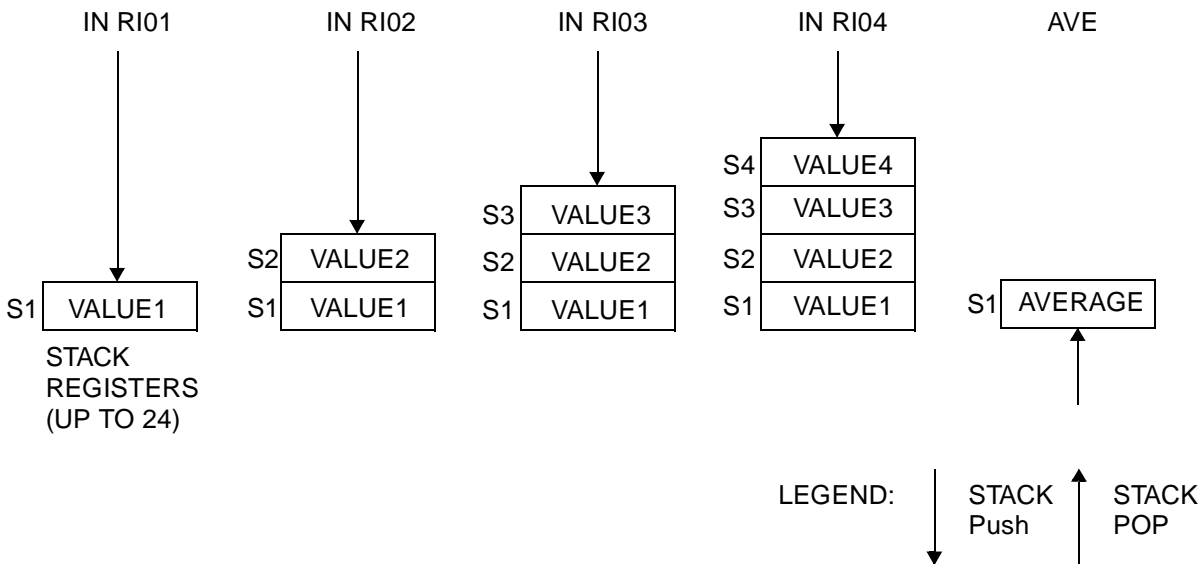 IN RI01 IN RI02 IN RI03 IN RI04 AVE
S4 VALUE4
S3 VALUE3 S3 VALUE3
S2 VALUE2 S2 VALUE2 S2 VALUE2
S1 VALUE1 S1 VALUE1 S1 VALUE1 S1 VALUE1 S1 AVERAGE
STACK
REGISTERS
(UP TO 24)
LEGEND: STACK STACK
Push POP